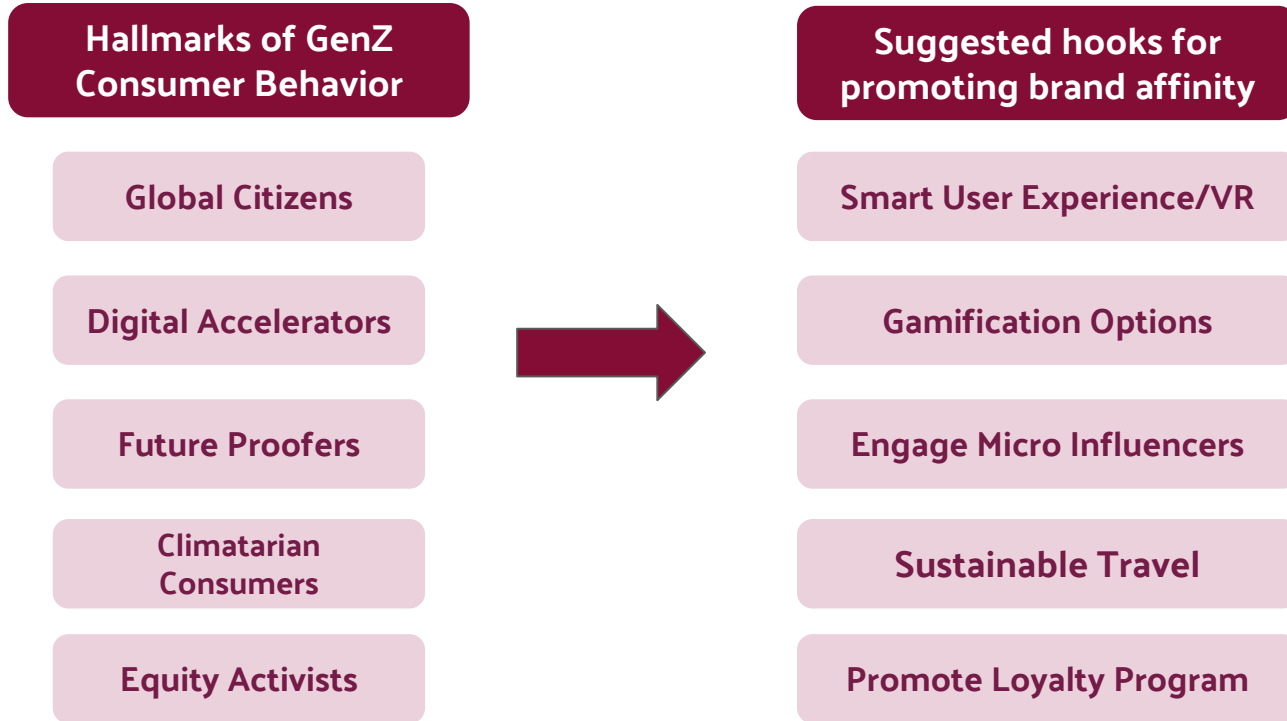 Hallmarks of GenZ
Consumer Behavior
Global Citizens
Digital Accelerators
Future Proofers
Climatarian
Consumers
Equity Activists
Suggested hooks for
promoting brand affinity
Smart User Experience/VR
Gamification Options
Engage Micro Influencers
Sustainable Travel
Promote Loyalty Program